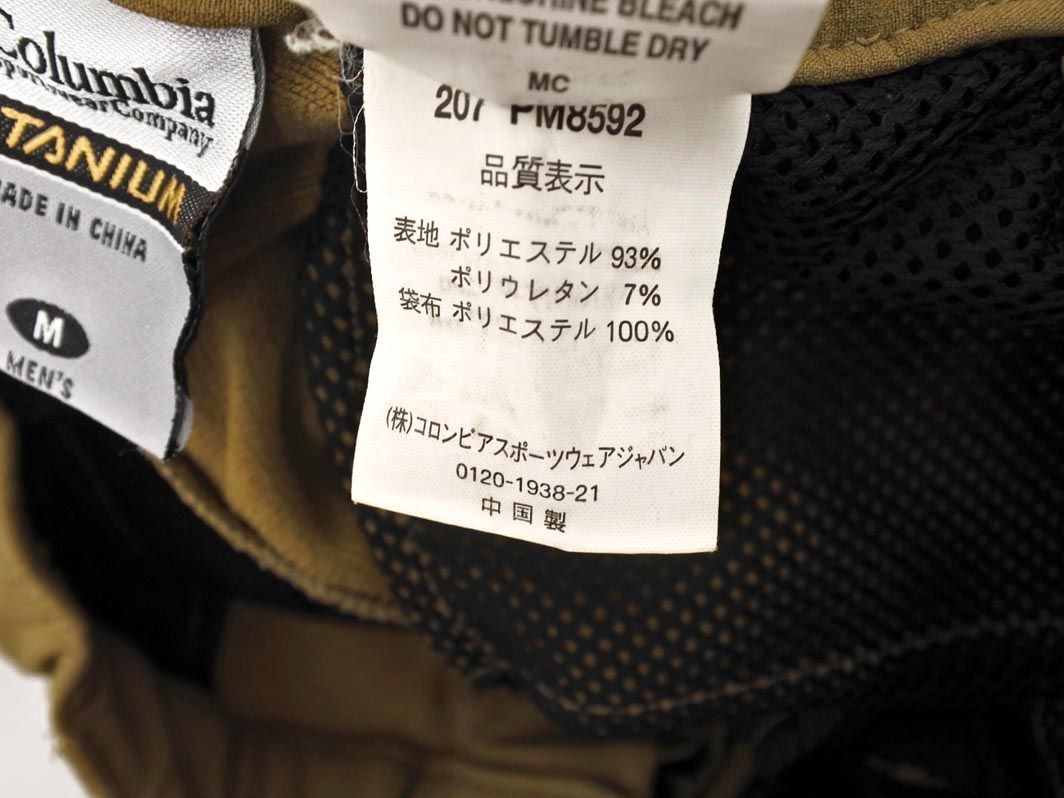 Columbia
Sportswear Company
TANIUM
MADE IN CHINA
M
MEN'S
BLEACH
DO NOT TUMBLE DRY
MC
207 PM8592
品質表示
表地 ポリエステル 93%
ポリウレタン 7%
袋布 ポリエステル 100%
(株)コロンビアスポーツウェアジャパン
0120-1938-21
中国製